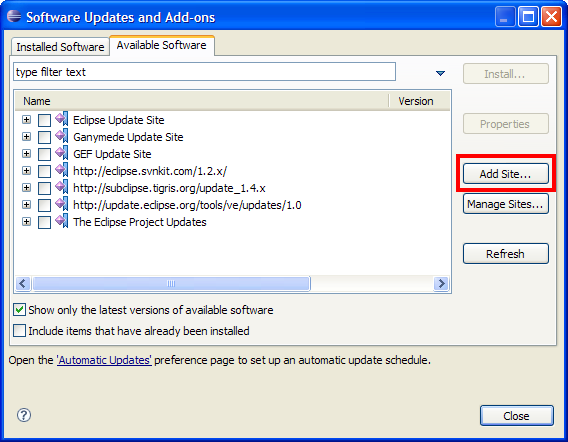 Software Updates and Add-ons
Installed Software
Available Software
type filter text
Install...
Name
Version
Eclipse Update Site
Ganymede Update Site
GEF Update Site
http://eclipse.svnkit.com/1.2.x/
http://subclipse.tigris.org/update_1.4.x
http://update.eclipse.org/tools/ve/updates/1.0
The Eclipse Project Updates
Properties
Add Site...
Manage Sites...
Refresh
Show only the latest versions of available software
Include items that have already been installed
Open the 'Automatic Updates' preference page to set up an automatic update schedule.
?
Close